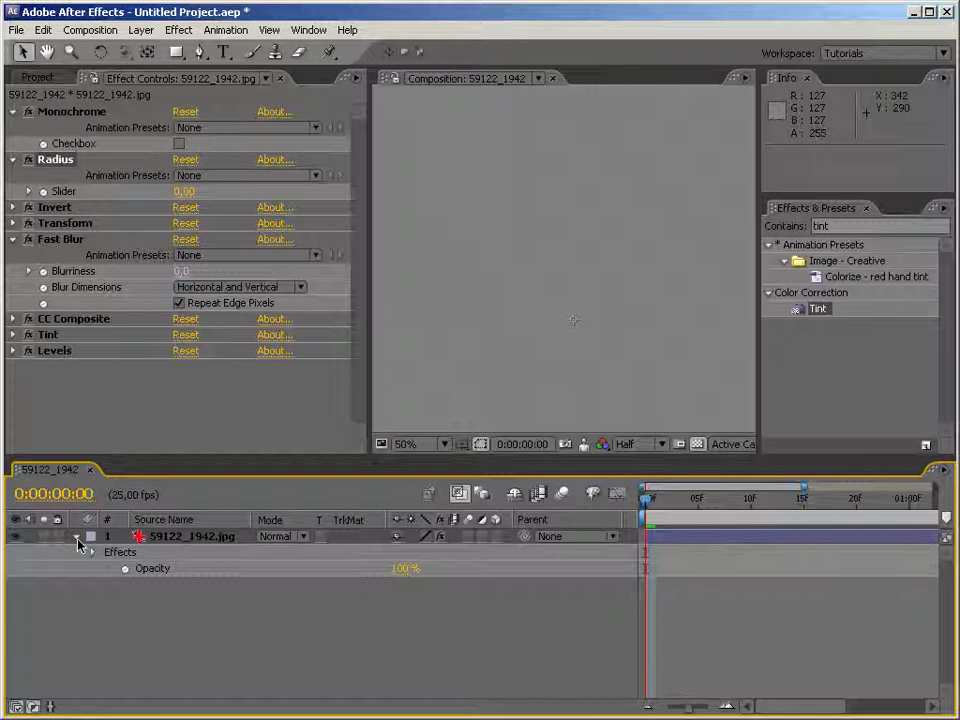 Adobe After Effects - Untitled Project.aep *
File Edit Composition Layer Effect Animation View Window Help
Workspace: Tutorials
Project Effect Controls: 59122_1942.jpg
59122_1942 * 59122_1942.jpg
Monochrome Reset About...
Animation Presets: None
Checkbox
Radius Reset About...
Animation Presets: None
Slider 0,00
Invert Reset About...
Transform Reset About...
Fast Blur Reset About...
Animation Presets: None
Blurriness 0,0
Blur Dimensions Horizontal and Vertical
Repeat Edge Pixels
CC Composite Reset About...
Tint Reset About...
Levels Reset About...
Composition: 59122_1942
50% 0:00:00:00 Half Active Ca
Info
R: 127 X: 342
G: 127 Y: 290
B: 127
A: 255
Effects & Presets
Contains: tint
* Animation Presets
Image - Creative
Colorize - red hand tint
Color Correction
Tint
59122_1942
0:00:00:00 (25,00 fps)
05F 10F 15F 20F 01:00F
# Source Name Mode T TrkMat Parent
1 59122_1942.jpg Normal None
Effects
Opacity 100 %